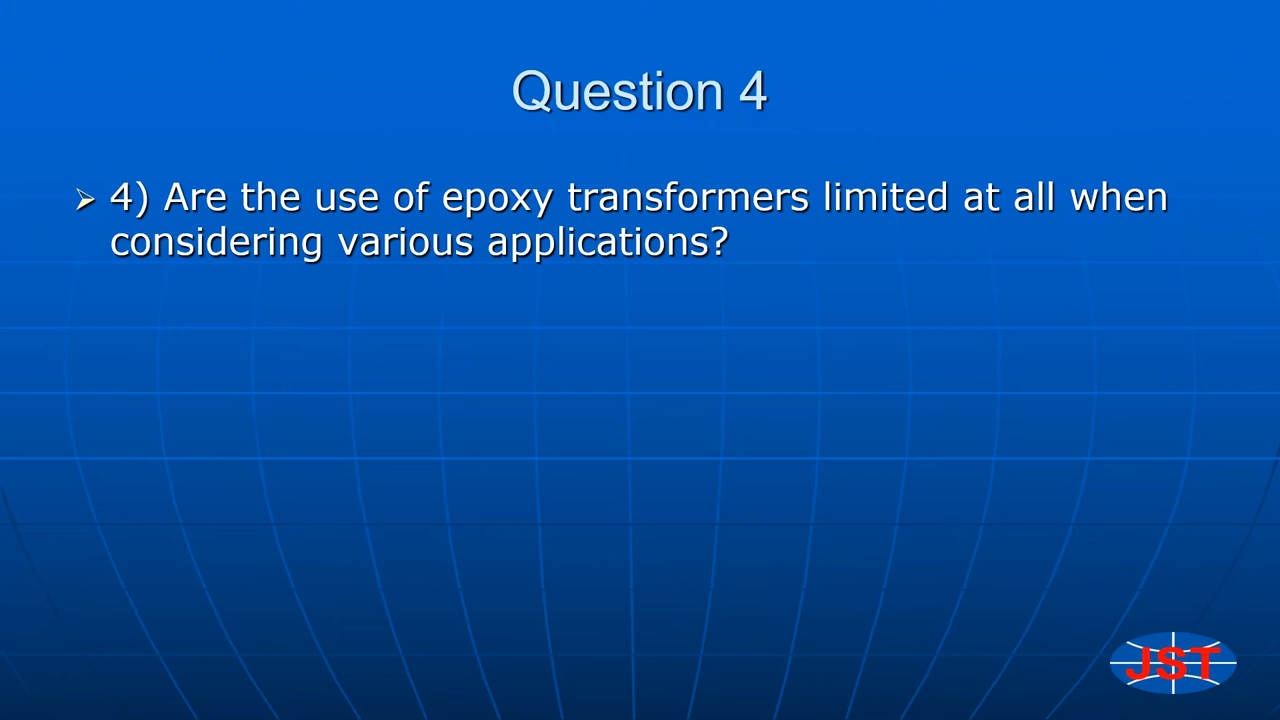 Question 4
4) Are the use of epoxy transformers limited at all when
considering various applications?
JST